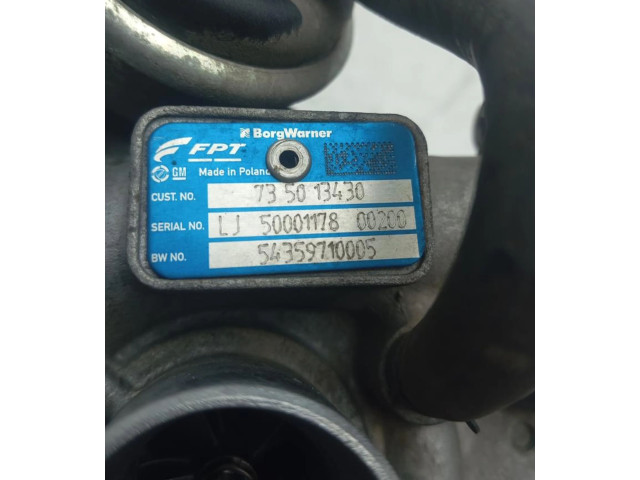 BorgWarner
FPT
GM Made in Poland
CUST. NO. 73 50 13430
SERIAL NO. LJ 50001178 00200
BW NO. 54359710005